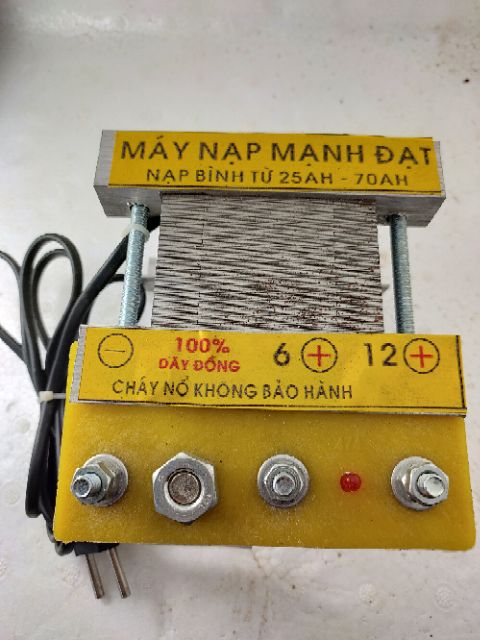 MÁY NẠP MẠNH ĐẠT
NẠP BÌNH TỪ 25AH - 70AH
100% 6 12
DÂY ĐỒNG
CHÁY NỔ KHÔNG BẢO HÀNH